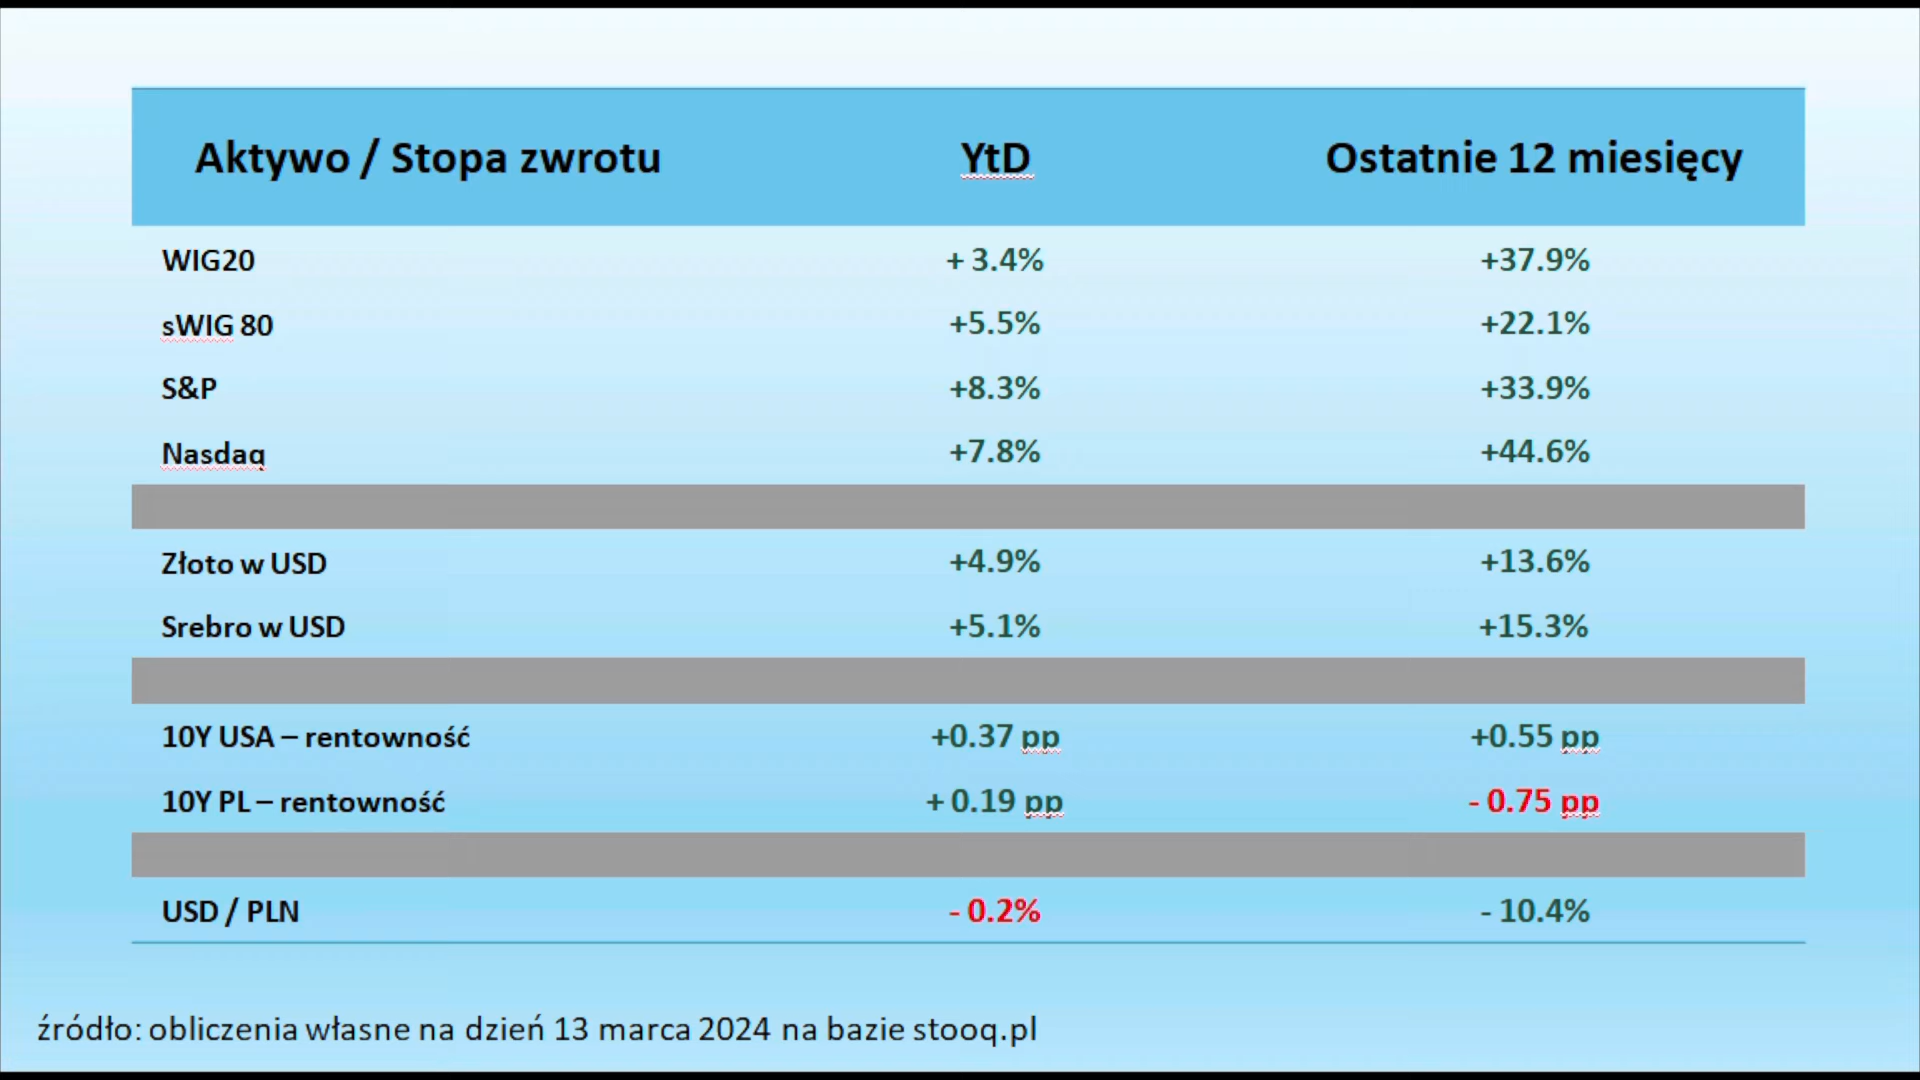 Aktywo / Stopa zwrotu YtD Ostatnie 12 miesięcy
WIG20 + 3.4% +37.9%
sWIG 80 +5.5% +22.1%
S&P +8.3% +33.9%
Nasdaq +7.8% +44.6%
Złoto w USD +4.9% +13.6%
Srebro w USD +5.1% +15.3%
10Y USA – rentowność +0.37 pp +0.55 pp
10Y PL – rentowność + 0.19 pp - 0.75 pp
USD / PLN - 0.2% - 10.4%
źródło: obliczenia własne na dzień 13 marca 2024 na bazie stooq.pl